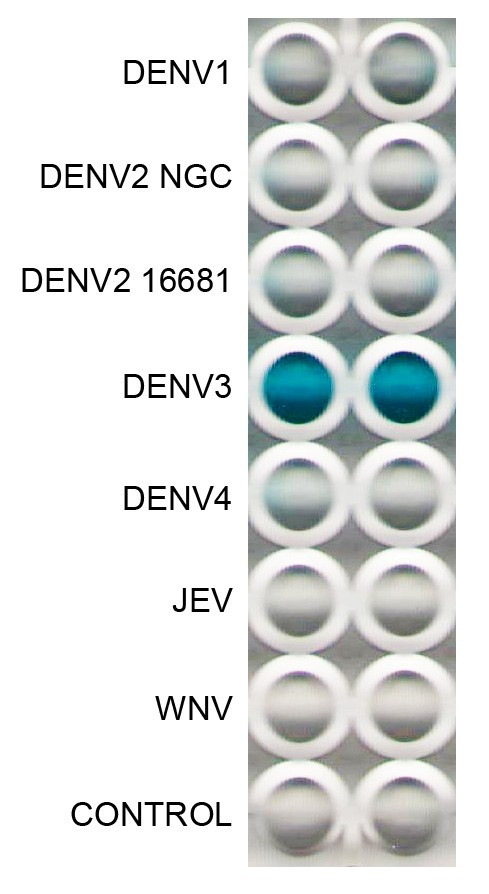 DENV1
DENV2 NGC
DENV2 16681
DENV3
DENV4
JEV
WNV
CONTROL